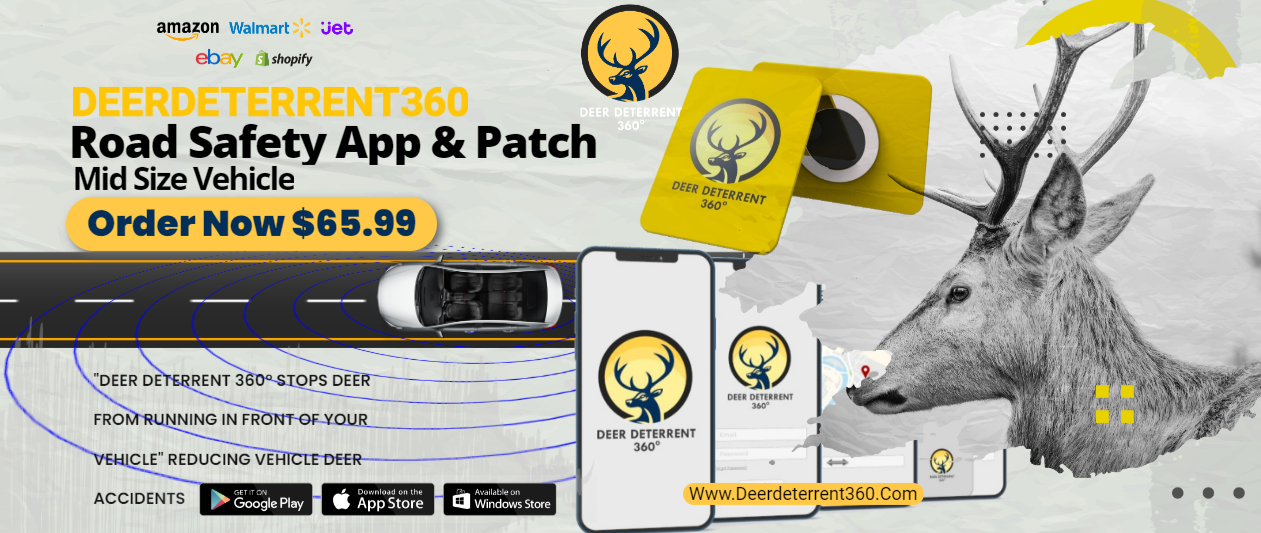 amazon Walmart Jet
ebay shopify
DEERDETERRENT360
Road Safety App & Patch
Mid Size Vehicle
Order Now $65.99
DEER DETERRENT
360°
DEER DETERRENT
360°
"DEER DETERRENT 360° STOPS DEER
FROM RUNNING IN FRONT OF YOUR
VEHICLE" REDUCING VEHICLE DEER
ACCIDENTS
GET IT ON
Google Play
Download on the
App Store
Available on
Windows Store
DEER DETERRENT
360°
DEER DETERRENT
360°
Email
Password
Www.Deerdeterrent360.Com